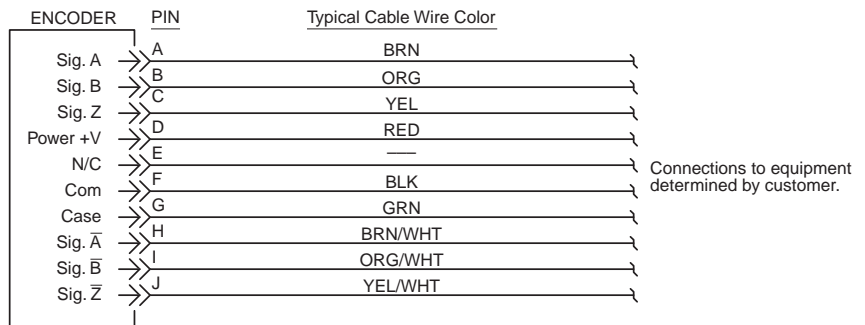 ENCODER PIN Typical Cable Wire Color
Sig. A A BRN
Sig. B B ORG
Sig. Z C YEL
Power +V D RED
N/C E —
Com F BLK
Case G GRN
Sig. A̅ H BRN/WHT
Sig. B̅ I ORG/WHT
Sig. Z̅ J YEL/WHT
Connections to equipment
determined by customer.